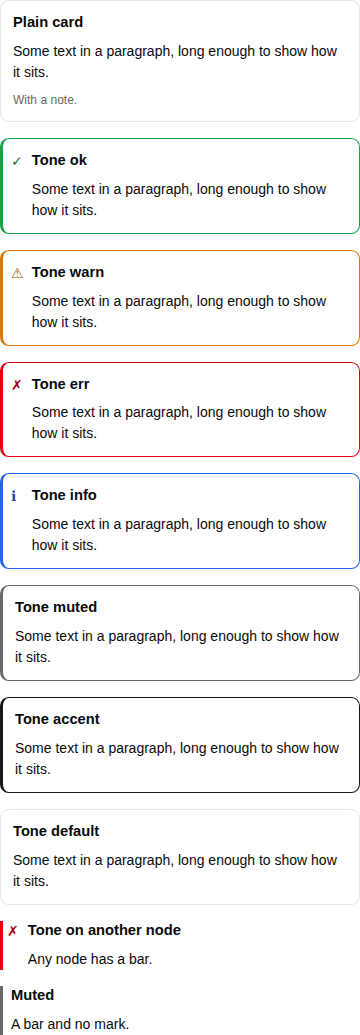 Plain card
Some text in a paragraph, long enough to show how
it sits.
With a note.
✓ Tone ok
Some text in a paragraph, long enough to show
how it sits.
⚠ Tone warn
Some text in a paragraph, long enough to show
how it sits.
✗ Tone err
Some text in a paragraph, long enough to show
how it sits.
ℹ Tone info
Some text in a paragraph, long enough to show
how it sits.
Tone muted
Some text in a paragraph, long enough to show how
it sits.
Tone accent
Some text in a paragraph, long enough to show how
it sits.
Tone default
Some text in a paragraph, long enough to show how
it sits.
✗ Tone on another node
Any node has a bar.
Muted
A bar and no mark.